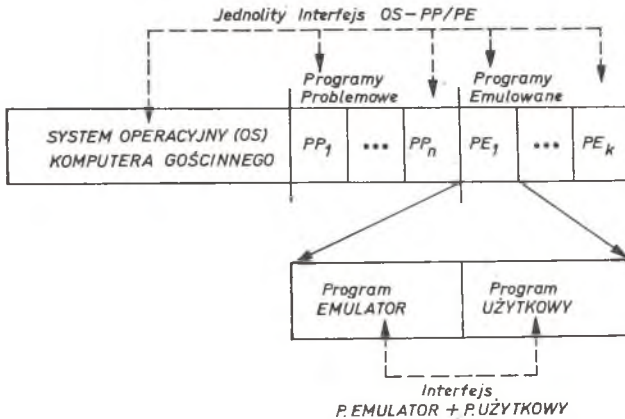 Jednolity Interfejs OS-PP/PE
Programy
Problemowe
Programy
Emulowane
SYSTEM OPERACYJNY (OS)
KOMPUTERA GOŚCINNEGO
PP1 ••• PPn PE1 ••• PEk
Program
EMULATOR
Program
UŻYTKOWY
Interfejs
P.EMULATOR + P.UŻYTKOWY